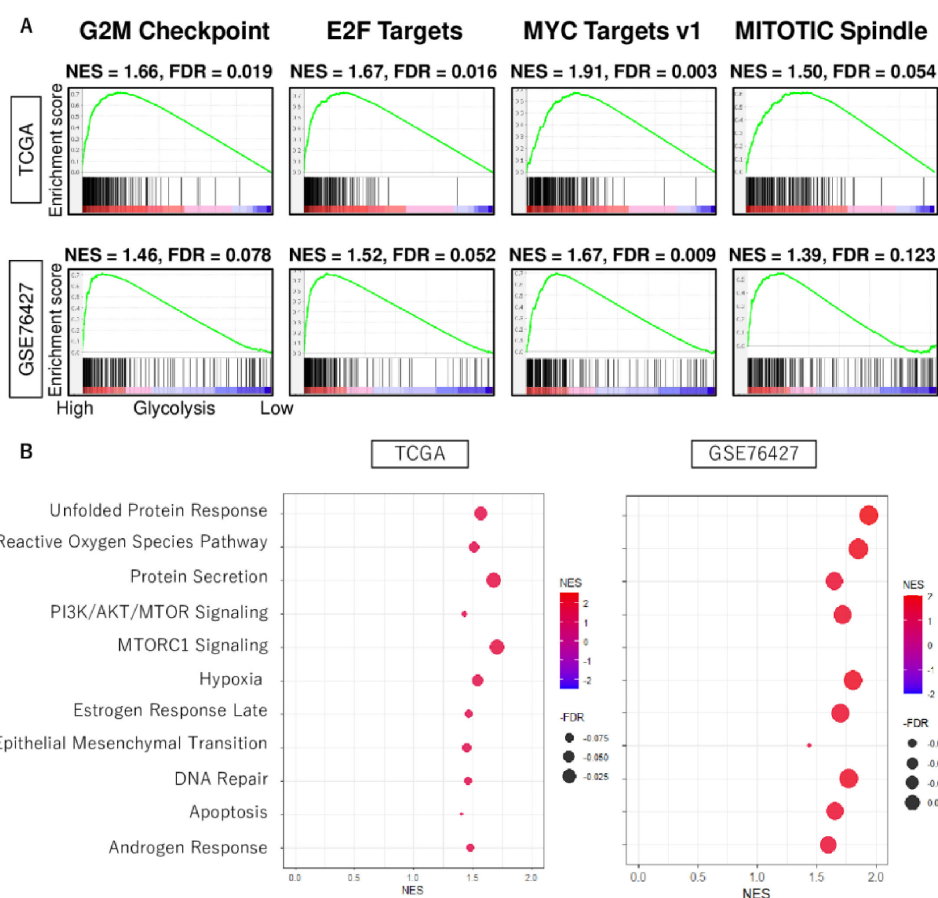 A
G2M Checkpoint E2F Targets MYC Targets v1 MITOTIC Spindle
NES = 1.66, FDR = 0.019 NES = 1.67, FDR = 0.016 NES = 1.91, FDR = 0.003 NES = 1.50, FDR = 0.054
TCGA
Enrichment score
NES = 1.46, FDR = 0.078 NES = 1.52, FDR = 0.052 NES = 1.67, FDR = 0.009 NES = 1.39, FDR = 0.123
GSE76427
Enrichment score
High Glycolysis Low
B
TCGA GSE76427
Unfolded Protein Response
Reactive Oxygen Species Pathway
Protein Secretion
PI3K/AKT/MTOR Signaling
MTORC1 Signaling
Hypoxia
Estrogen Response Late
Epithelial Mesenchymal Transition
DNA Repair
Apoptosis
Androgen Response
0.0 0.5 1.0 1.5 2.0
NES
NES
2
1
0
-1
-2
-FDR
-0.075
-0.050
-0.025
0.0 0.5 1.0 1.5 2.0
NES
NES
2
1
0
-1
-2
-FDR